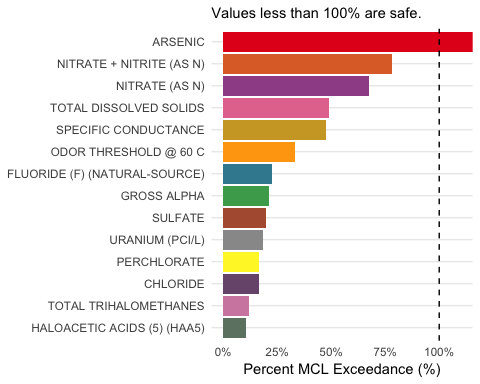 Values less than 100% are safe.
ARSENIC
NITRATE + NITRITE (AS N)
NITRATE (AS N)
TOTAL DISSOLVED SOLIDS
SPECIFIC CONDUCTANCE
ODOR THRESHOLD @ 60 C
FLUORIDE (F) (NATURAL-SOURCE)
GROSS ALPHA
SULFATE
URANIUM (PCI/L)
PERCHLORATE
CHLORIDE
TOTAL TRIHALOMETHANES
HALOACETIC ACIDS (5) (HAA5)
0% 25% 50% 75% 100%
Percent MCL Exceedance (%)